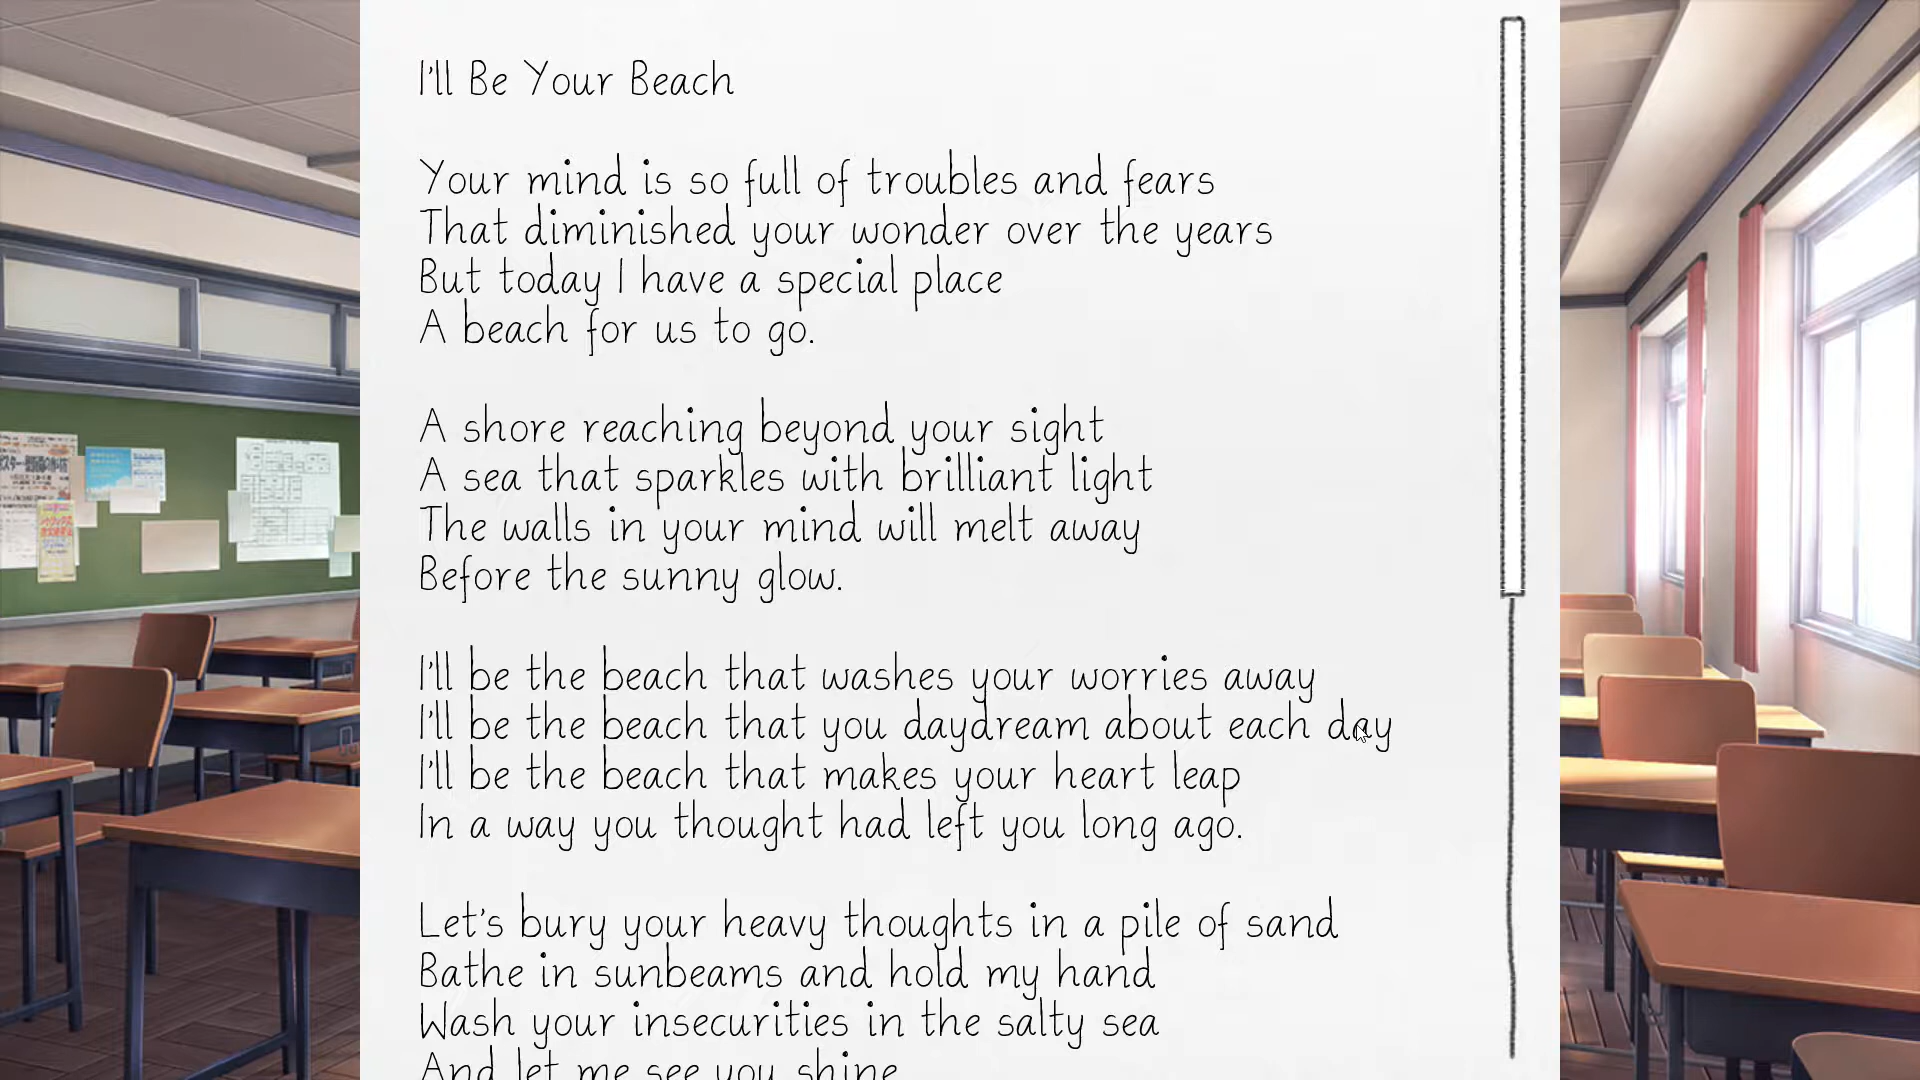 I'll Be Your Beach
Your mind is so full of troubles and fears
That diminished your wonder over the years
But today I have a special place
A beach for us to go.
A shore reaching beyond your sight
A sea that sparkles with brilliant light
The walls in your mind will melt away
Before the sunny glow.
I'll be the beach that washes your worries away
I'll be the beach that you daydream about each day
I'll be the beach that makes your heart leap
In a way you thought had left you long ago.
Let's bury your heavy thoughts in a pile of sand
Bathe in sunbeams and hold my hand
Wash your insecurities in the salty sea
And let me see you shine